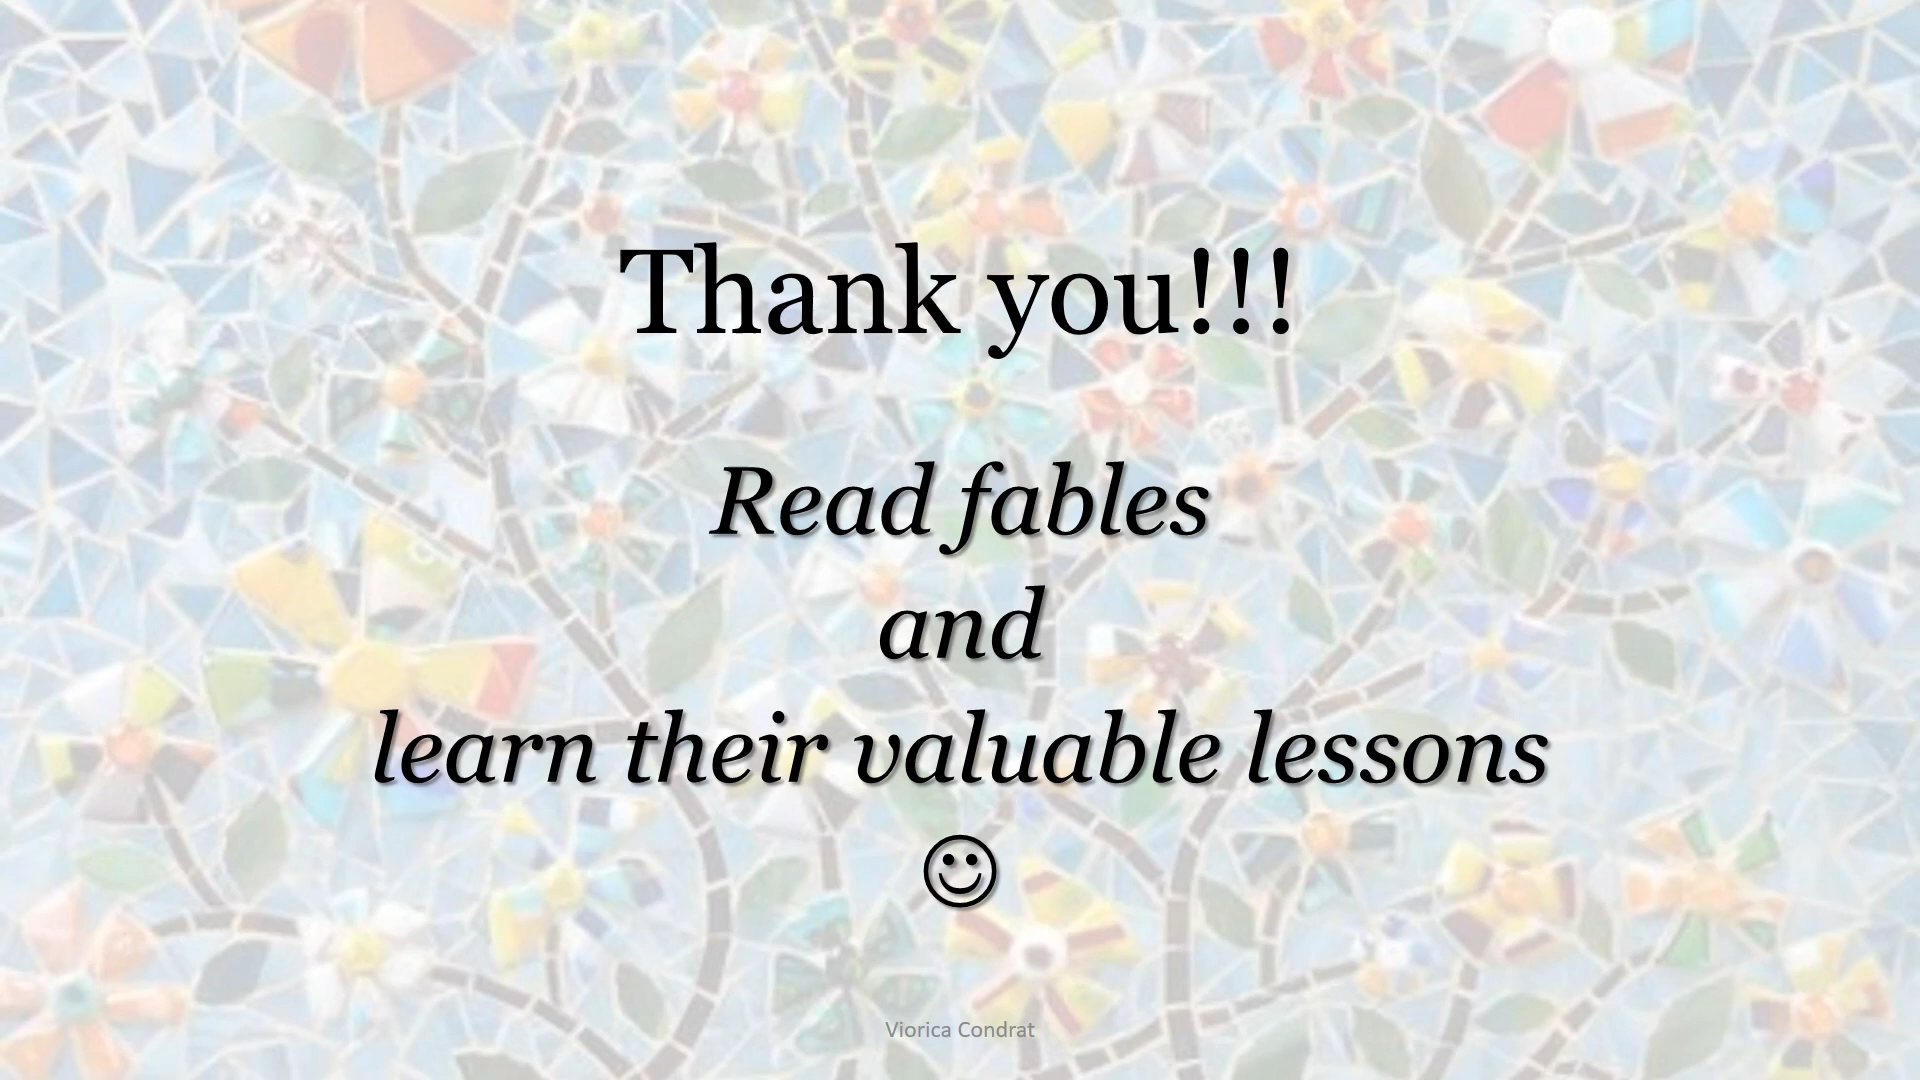 Thank you!!!
Read fables
and
learn their valuable lessons
☺
Viorica Condrat